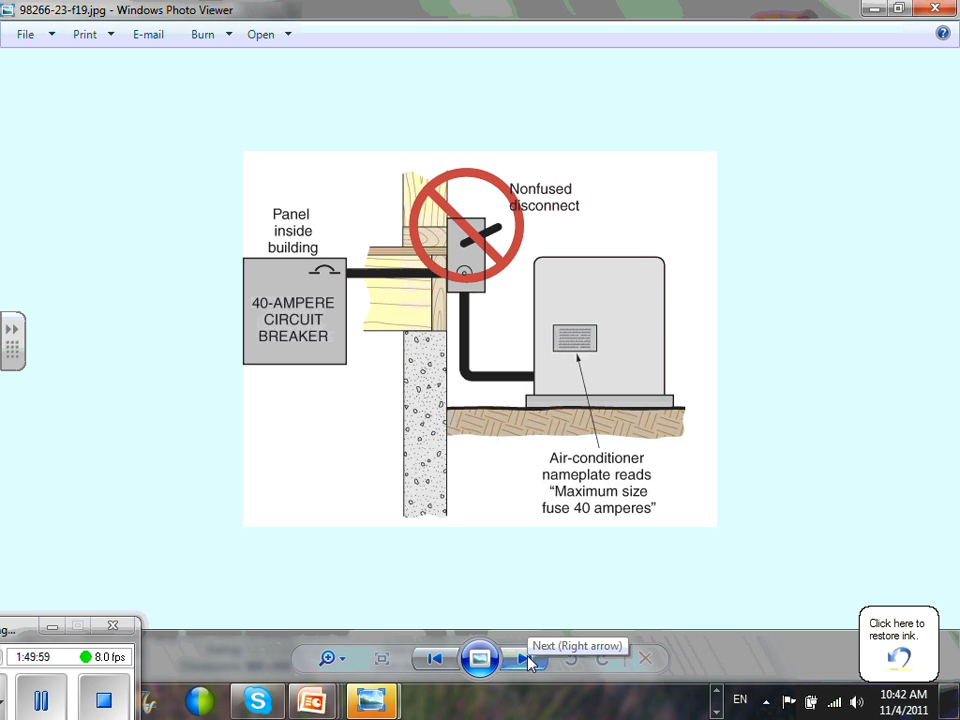 98266-23-f19.jpg - Windows Photo Viewer
File Print E-mail Burn Open
Nonfused
disconnect
Panel
inside
building
40-AMPERE
CIRCUIT
BREAKER
Air-conditioner
nameplate reads
“Maximum size
fuse 40 amperes”
Click here to
restore ink.
Next (Right arrow)
1:49:59 8.0 fps
EN
10:42 AM
11/4/2011